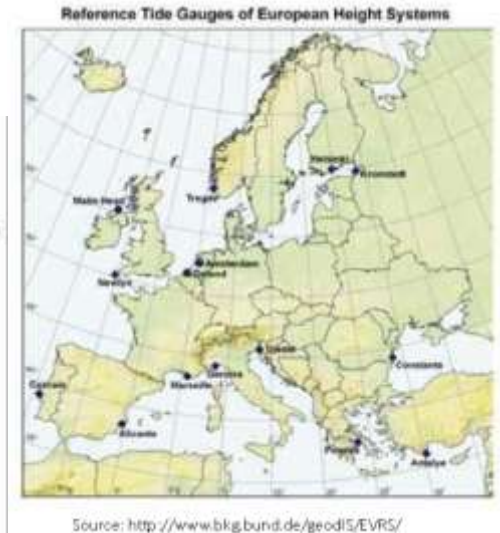 Reference Tide Gauges of European Height Systems
Helsinki
Kronstadt
Tregde
Malin Head
Amsterdam
Ostend
Newlyn
Trieste
Genova
Constanta
Marseille
Cascais
Alicante
Antalya
Source: http://www.bkg.bund.de/geodIS/EVRS/